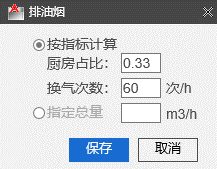 排油烟
按指标计算
厨房占比: 0.33
换气次数: 60 次/h
指定总量 m3/h
保存 取消